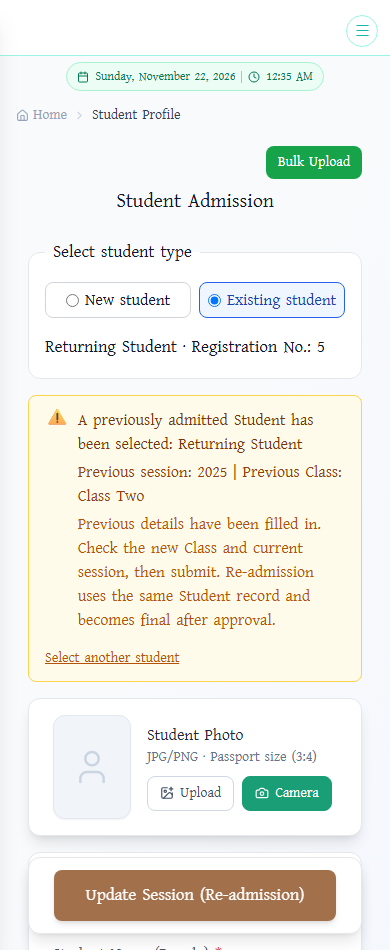 Sunday, November 22, 2026 | 12:35 AM
Home > Student Profile
Bulk Upload
Student Admission
Select student type
New student
Existing student
Returning Student · Registration No.: 5
A previously admitted Student has
been selected: Returning Student
Previous session: 2025 | Previous Class:
Class Two
Previous details have been filled in.
Check the new Class and current
session, then submit. Re-admission
uses the same Student record and
becomes final after approval.
Select another student
Student Photo
JPG/PNG · Passport size (3:4)
Upload
Camera
Update Session (Re-admission)